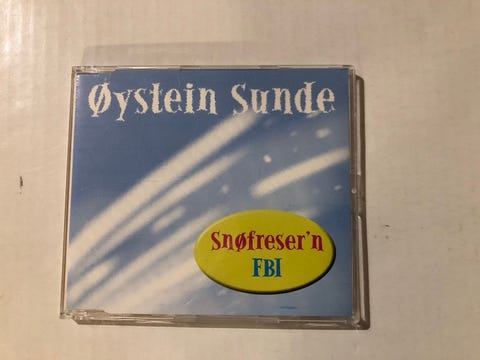 Øystein Sunde
Snøfreser'n
FBI